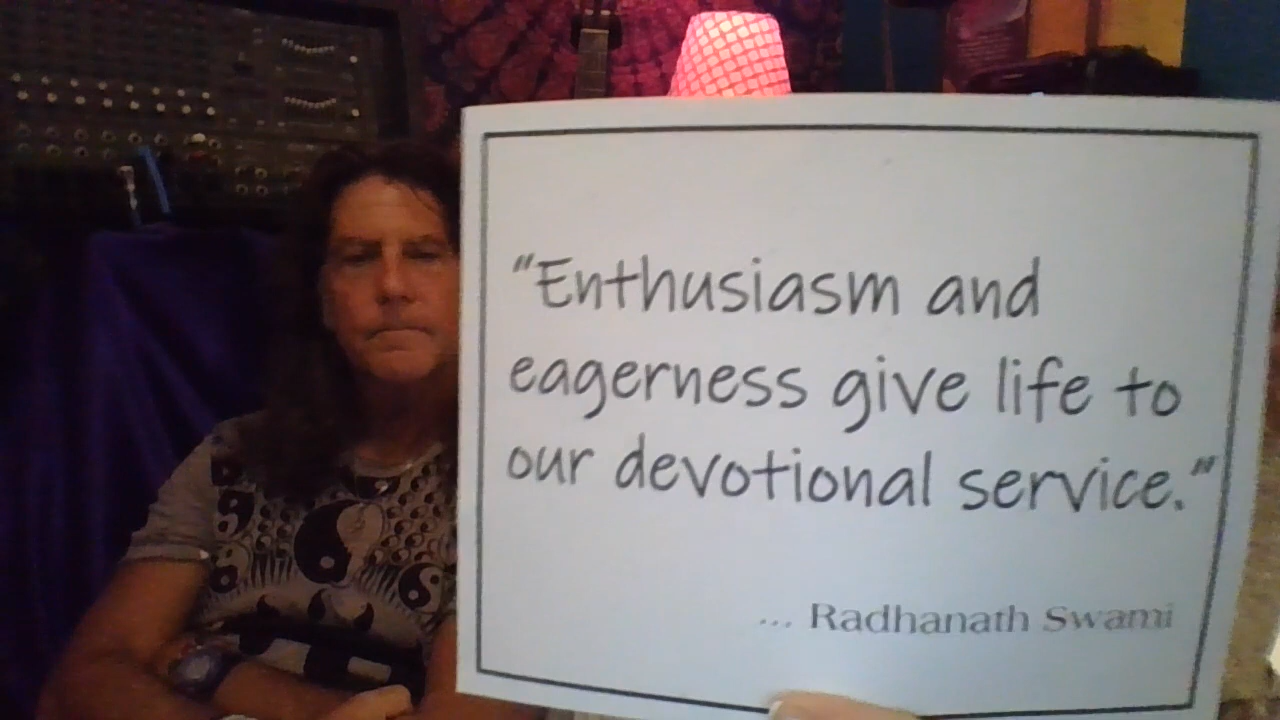 “Enthusiasm and
eagerness give life to
our devotional service.”
... Radhanath Swami